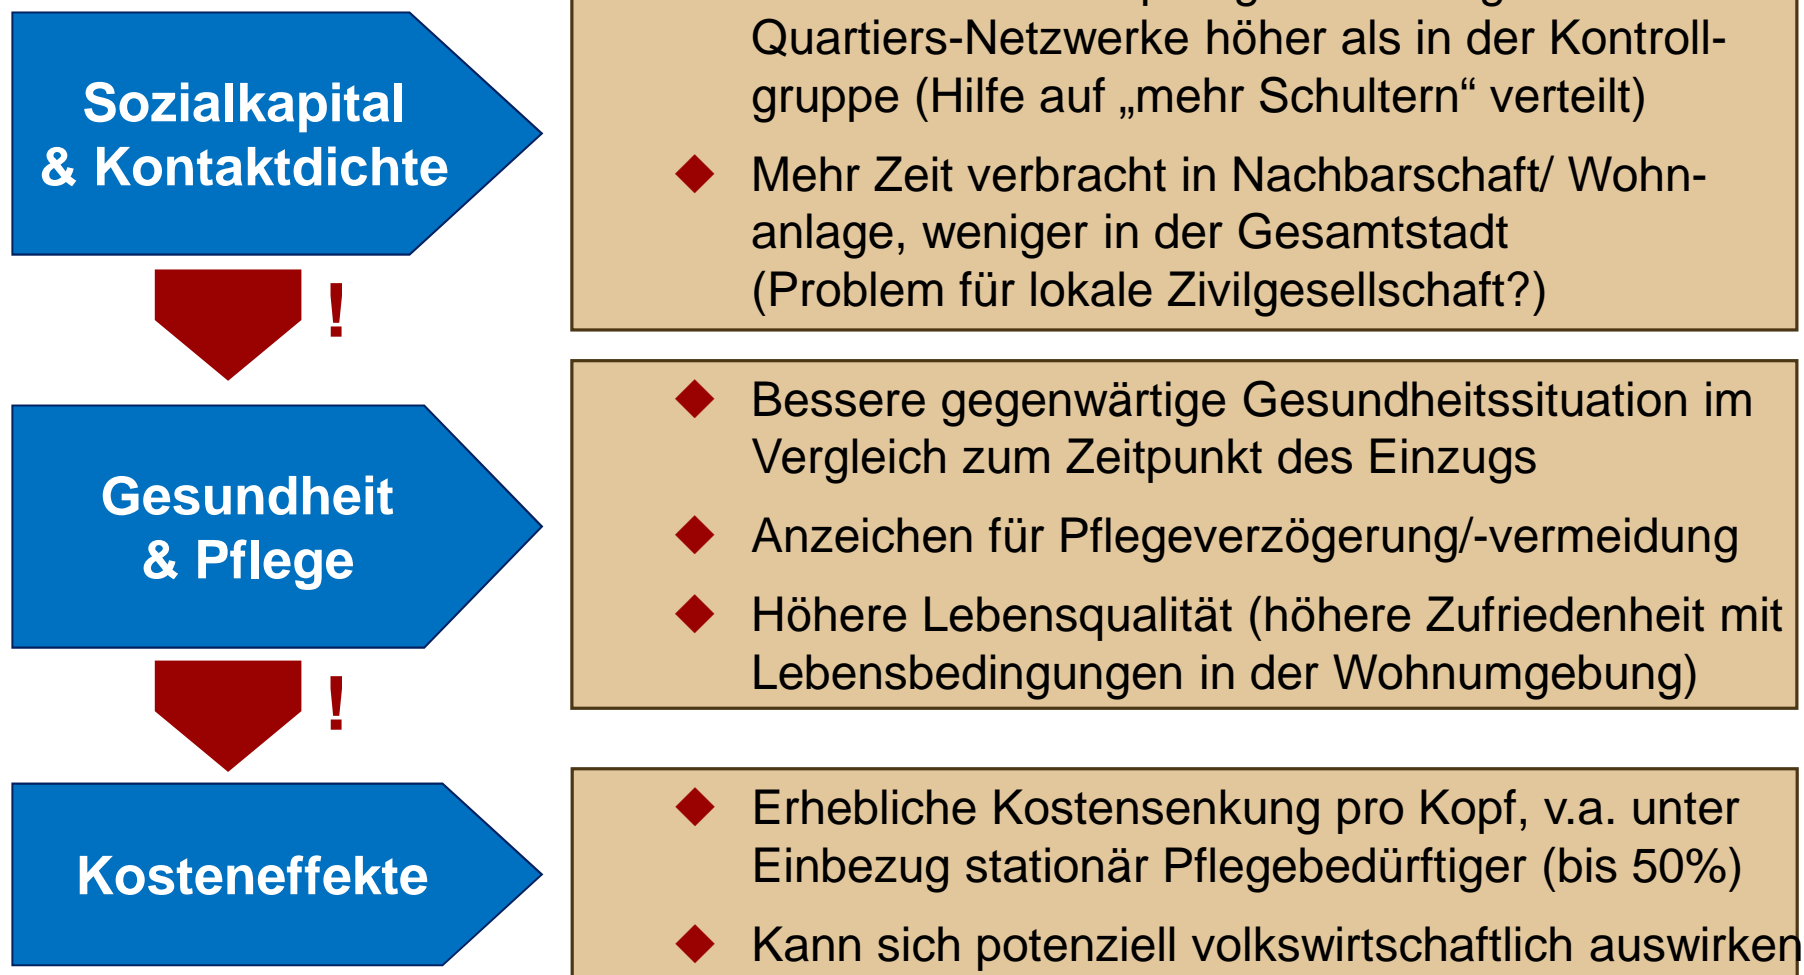 Sozialkapital
& Kontaktdichte
Quartiers-Netzwerke höher als in der Kontroll-
gruppe (Hilfe auf „mehr Schultern“ verteilt)
Mehr Zeit verbracht in Nachbarschaft/ Wohn-
anlage, weniger in der Gesamtstadt
(Problem für lokale Zivilgesellschaft?)
!
Gesundheit
& Pflege
Bessere gegenwärtige Gesundheitssituation im
Vergleich zum Zeitpunkt des Einzugs
Anzeichen für Pflegeverzögerung/-vermeidung
Höhere Lebensqualität (höhere Zufriedenheit mit
Lebensbedingungen in der Wohnumgebung)
!
Kosteneffekte
Erhebliche Kostensenkung pro Kopf, v.a. unter
Einbezug stationär Pflegebedürftiger (bis 50%)
Kann sich potenziell volkswirtschaftlich auswirken